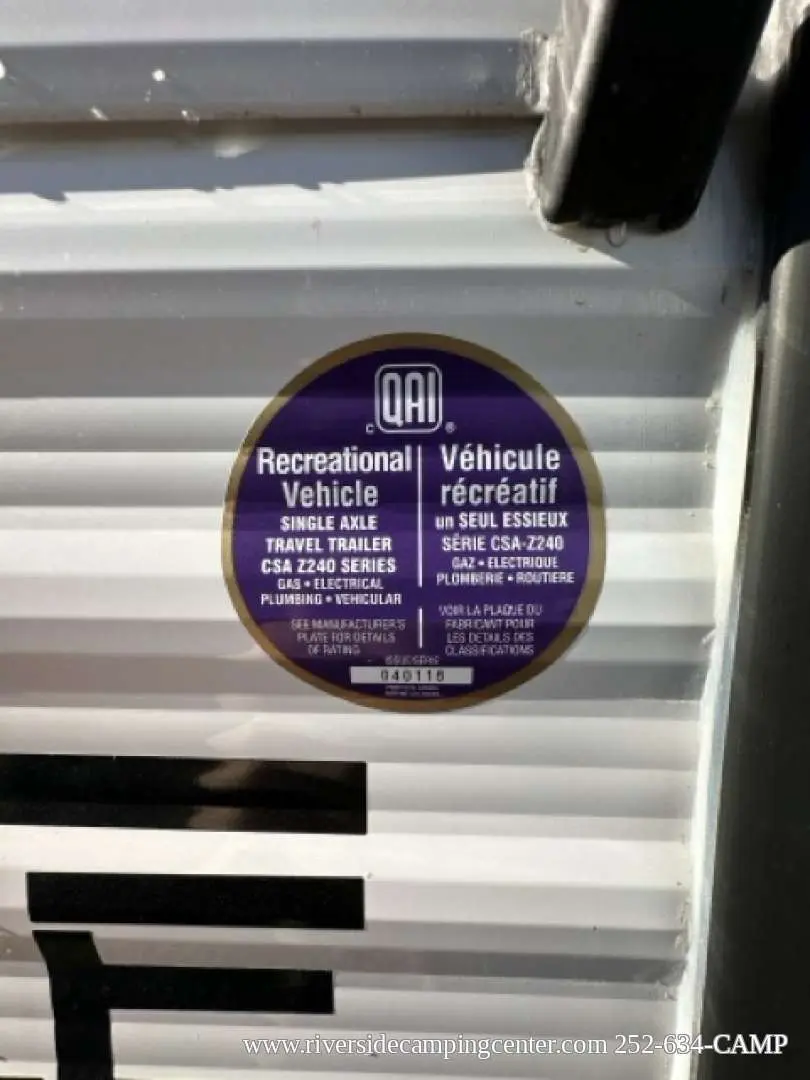 QAI
C ®
Recreational
Vehicle
SINGLE AXLE
TRAVEL TRAILER
CSA Z240 SERIES
GAS • ELECTRICAL
PLUMBING • VEHICULAR
SEE MANUFACTURER'S
PLATE FOR DETAILS
OF RATING
Véhicule
récréatif
un SEUL ESSIEUX
SÉRIE CSA-Z240
GAZ • ELECTRIQUE
PLOMBERIE • ROUTIERE
VOIR LA PLAQUE DU
FABRICANT POUR
LES DETAILS DES
CLASSIFICATIONS
040116
www.riversidecampingcenter.com 252-634-CAMP